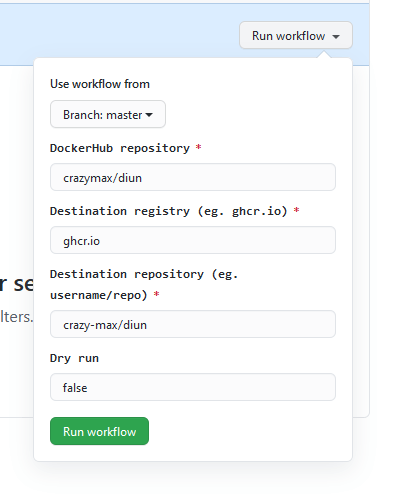 Run workflow
Use workflow from
Branch: master
DockerHub repository *
crazymax/diun
Destination registry (eg. ghcr.io) *
ghcr.io
Destination repository (eg.
username/repo) *
r se
crazy-max/diun
lters.
Dry run
false
Run workflow